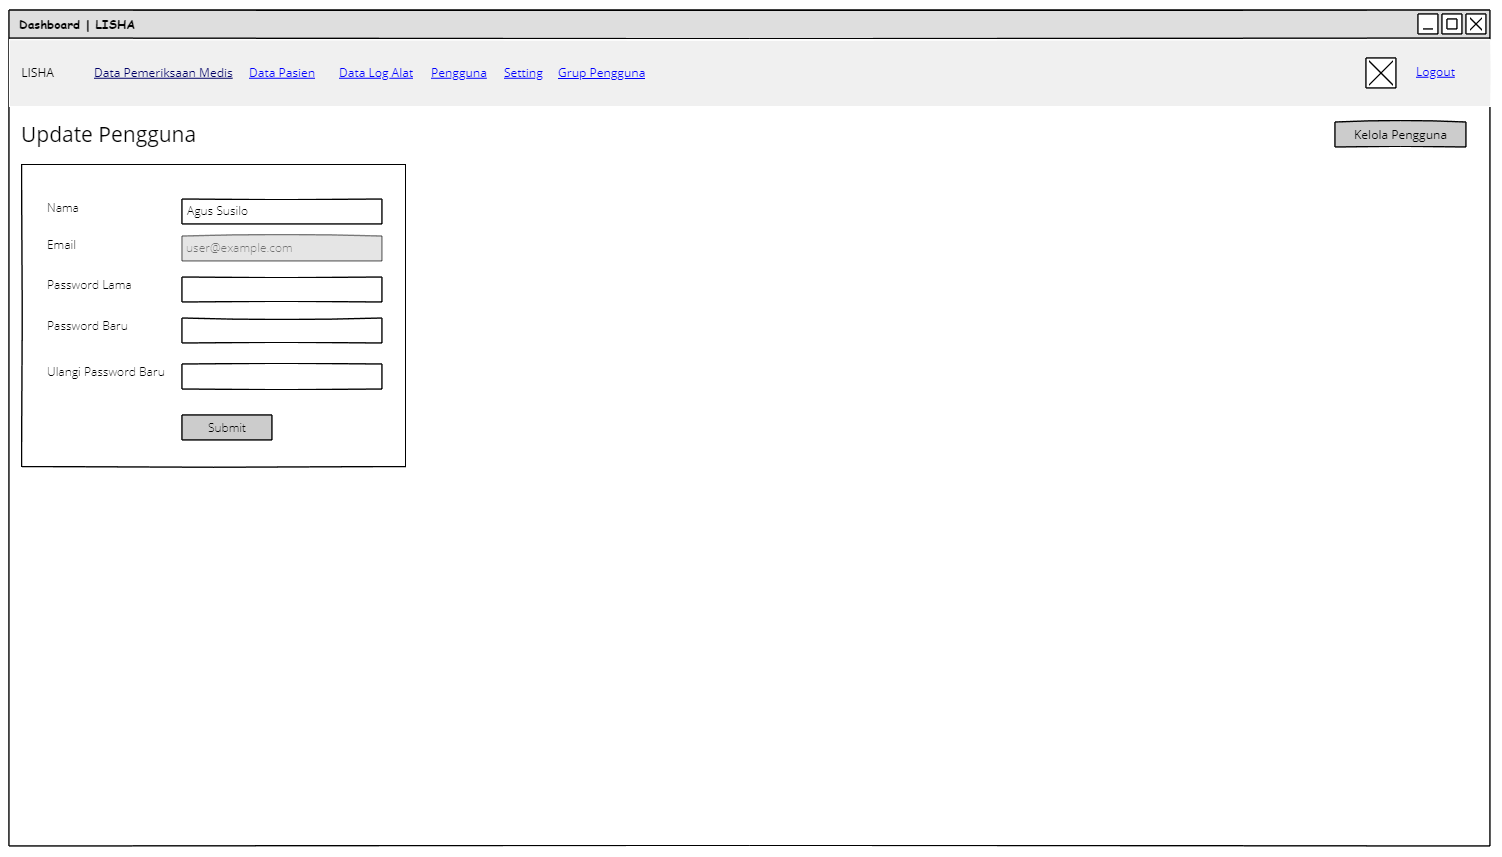 Dashboard | LISHA
LISHA Data Pemeriksaan Medis Data Pasien Data Log Alat Pengguna Setting Grup Pengguna Logout
Update Pengguna Kelola Pengguna
Nama Agus Susilo
Email user@example.com
Password Lama
Password Baru
Ulangi Password Baru
Submit